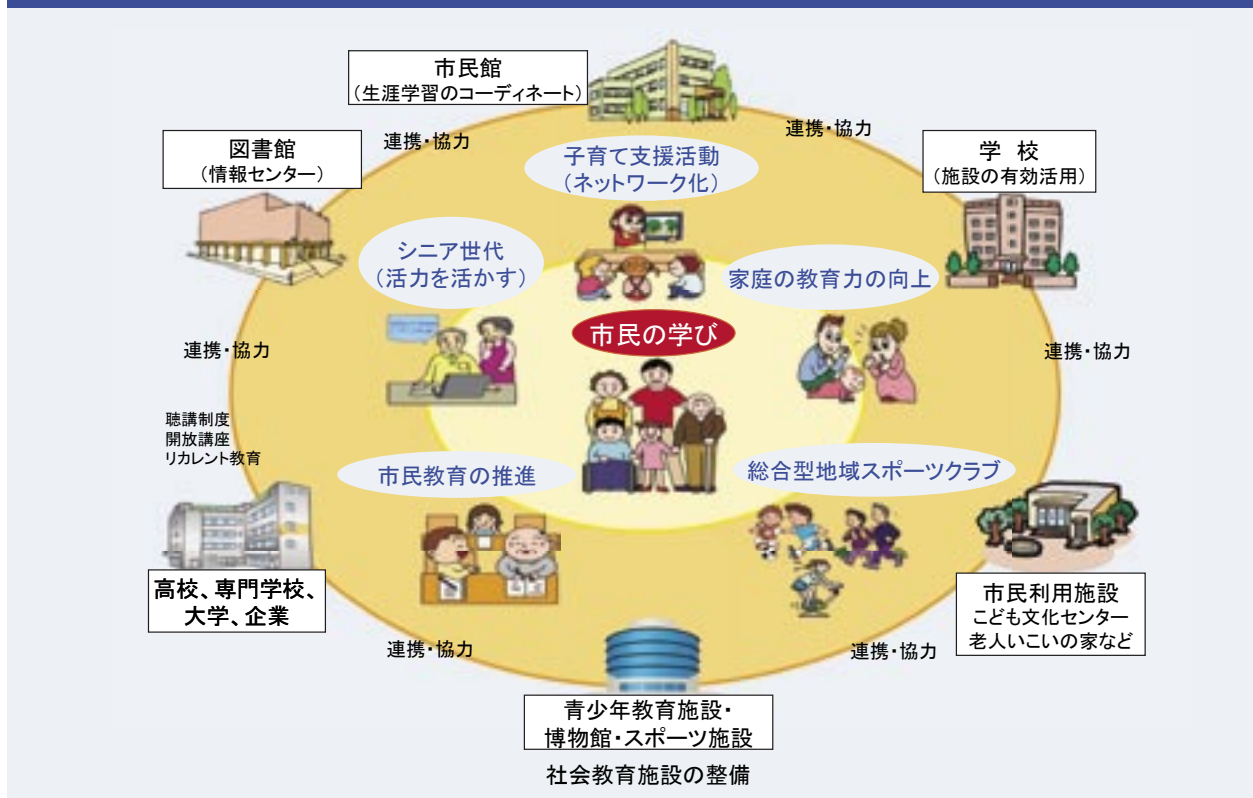 市民館
(生涯学習のコーディネート)
連携・協力
連携・協力
図書館
(情報センター)
子育て支援活動
(ネットワーク化)
学 校
(施設の有効活用)
シニア世代
(活力を活かす)
家庭の教育力の向上
市民の学び
連携・協力
連携・協力
聴講制度
開放講座
リカレント教育
市民教育の推進
総合型地域スポーツクラブ
高校、専門学校、
大学、企業
市民利用施設
こども文化センター
老人いこいの家など
連携・協力
連携・協力
青少年教育施設・
博物館・スポーツ施設
社会教育施設の整備